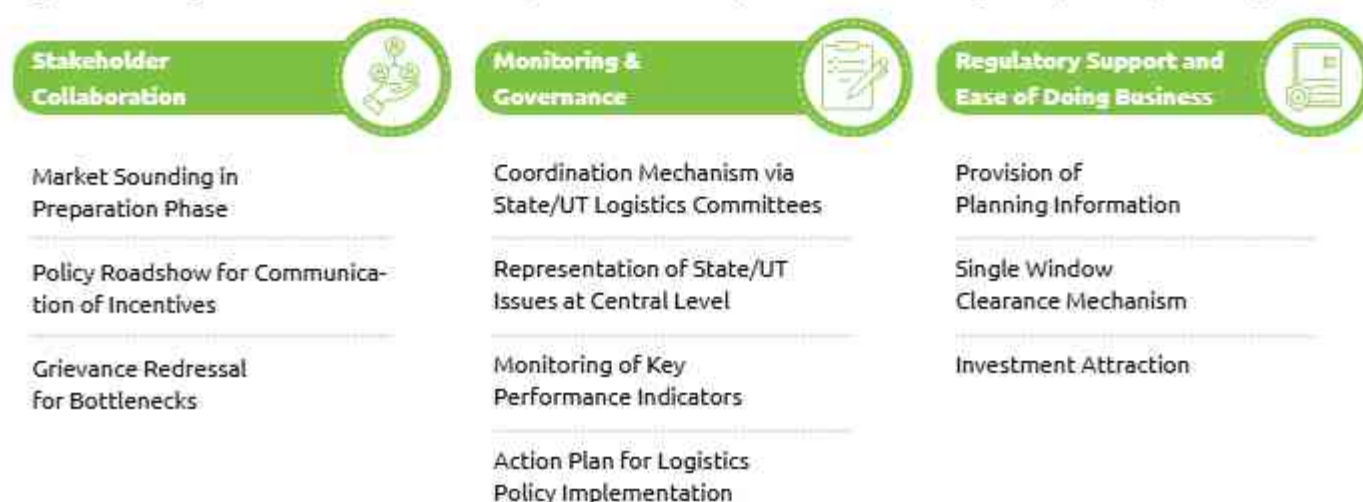 Stakeholder
Collaboration
Market Sounding in
Preparation Phase
Policy Roadshow for Communica-
tion of Incentives
Grievance Redressal
for Bottlenecks
Monitoring &
Governance
Coordination Mechanism via
State/UT Logistics Committees
Representation of State/UT
Issues at Central Level
Monitoring of Key
Performance Indicators
Action Plan for Logistics
Policy Implementation
Regulatory Support and
Ease of Doing Business
Provision of
Planning Information
Single Window
Clearance Mechanism
Investment Attraction